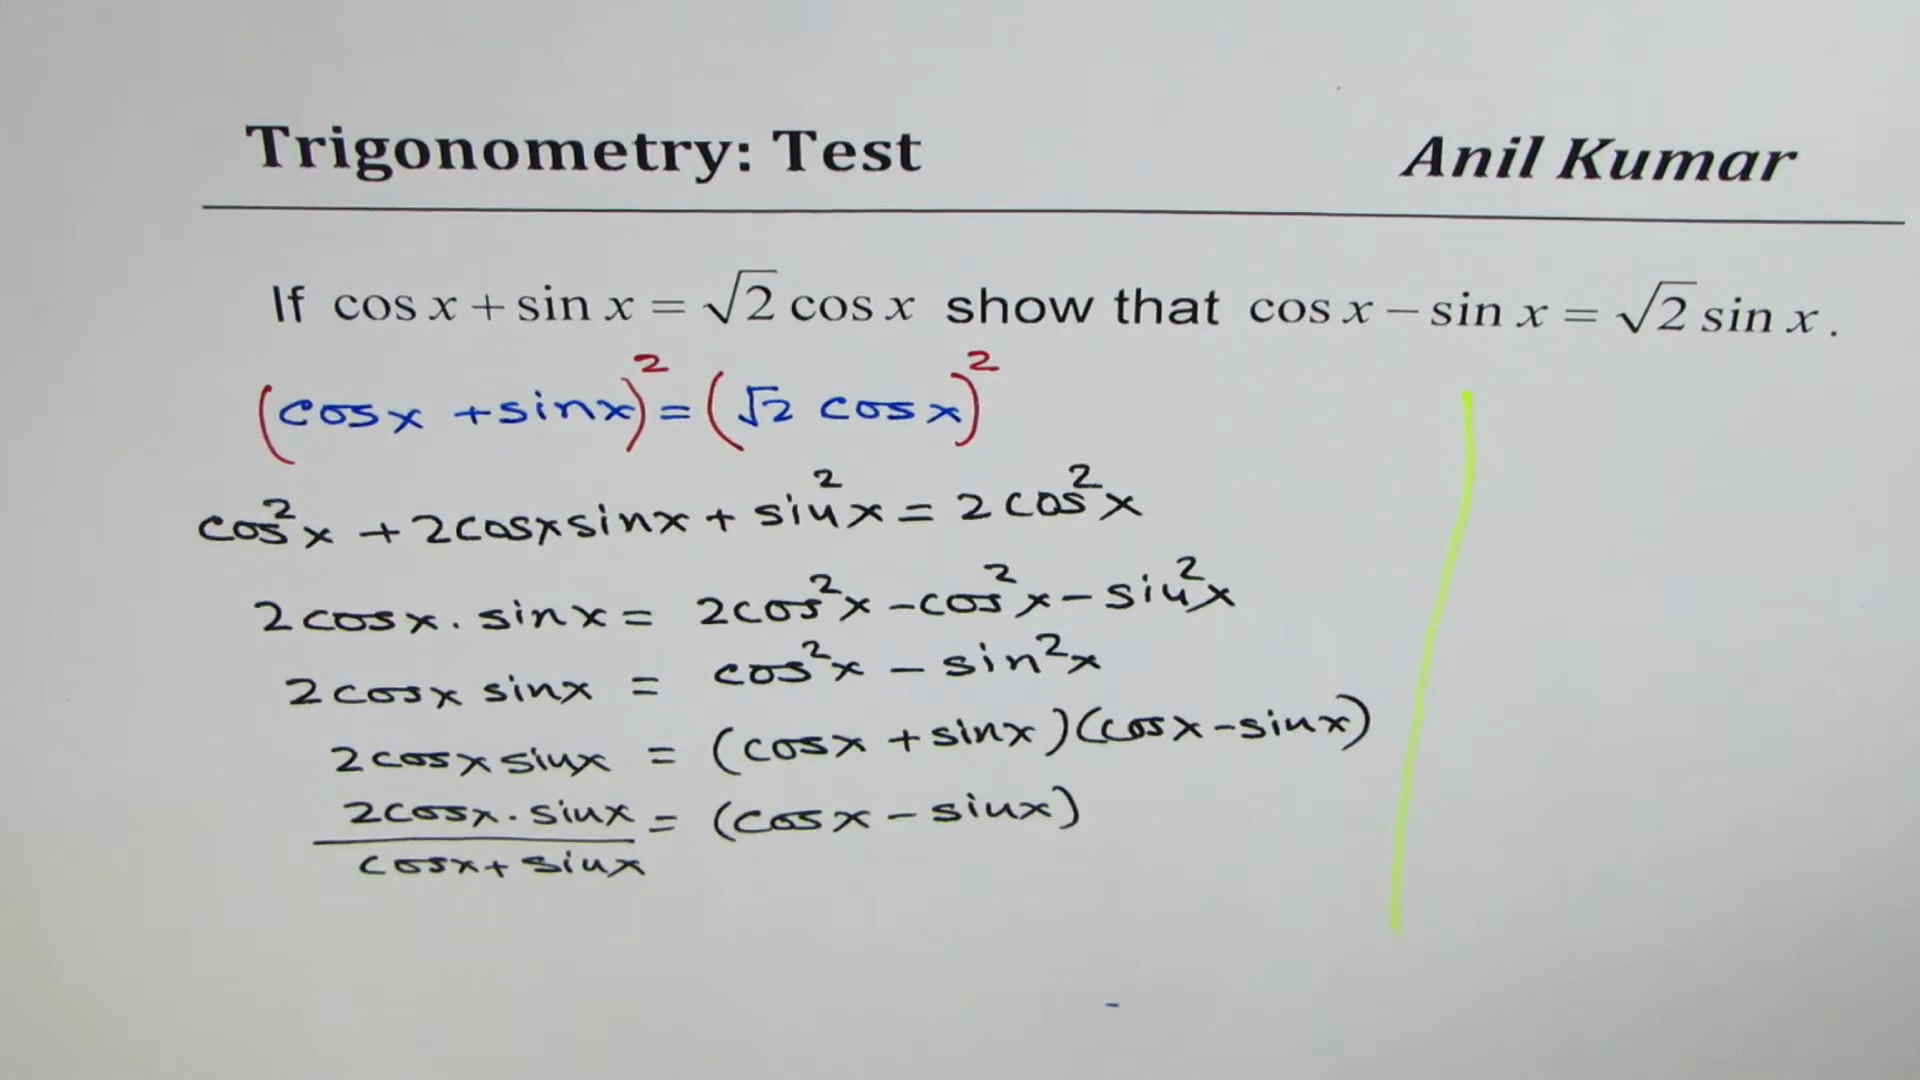 Trigonometry: Test Anil Kumar
If cos x + sin x = √2 cos x show that cos x − sin x = √2 sin x.
(cosx + sinx)² = (√2 cosx)²
cos²x + 2cosxsinx + sin²x = 2cos²x
2cosx . sinx = 2cos²x − cos²x − sin²x
2cosx sinx = cos²x − sin²x
2cosx sinx = (cosx + sinx)(cosx − sinx)
2cosx . sinx = (cosx − sinx)
cosx + sinx